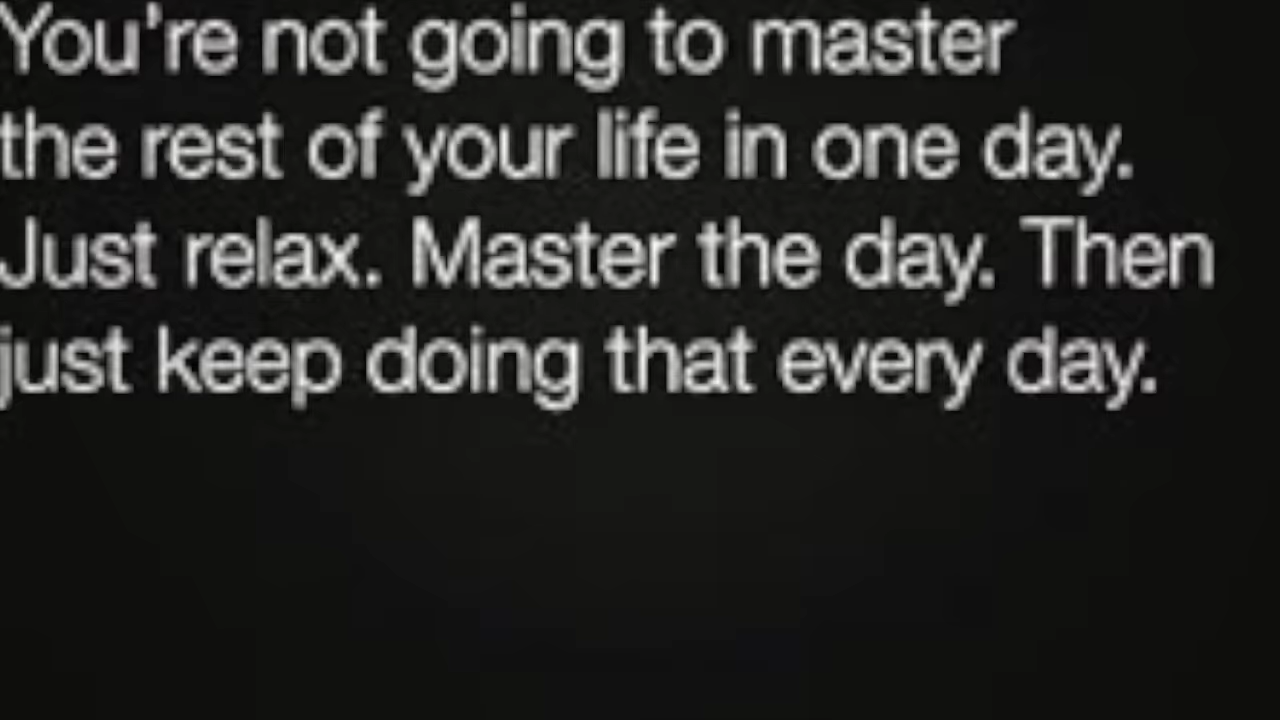 You're not going to master
the rest of your life in one day.
Just relax. Master the day. Then
just keep doing that every day.